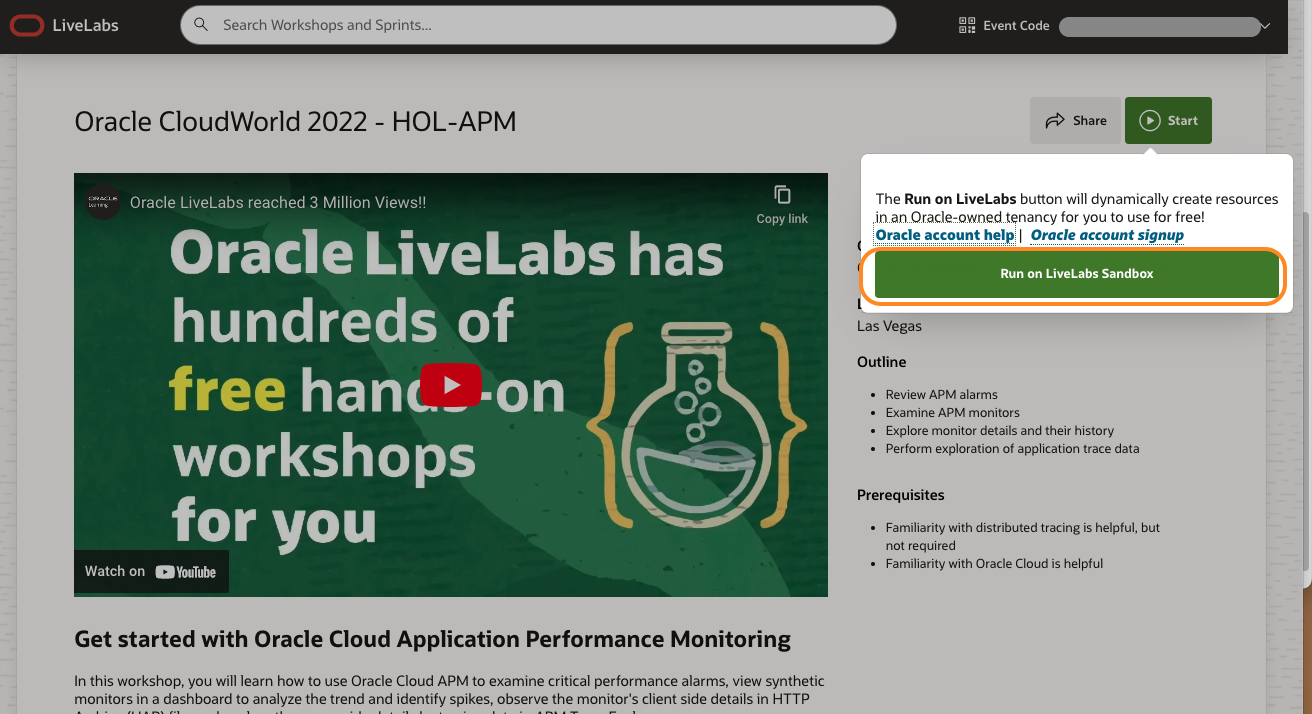 LiveLabs
Search Workshops and Sprints...
Event Code
Oracle CloudWorld 2022 - HOL-APM
Share
Start
The Run on LiveLabs button will dynamically create resources
in an Oracle-owned tenancy for you to use for free!
Oracle account help | Oracle account signup
Run on LiveLabs Sandbox
ORACLE
Learning
Oracle LiveLabs reached 3 Million Views!!
Copy link
Oracle LiveLabs has
hundreds of
free hands-on
workshops
for you
Watch on YouTube
Las Vegas
Outline
• Review APM alarms
• Examine APM monitors
• Explore monitor details and their history
• Perform exploration of application trace data
Prerequisites
• Familiarity with distributed tracing is helpful, but
not required
• Familiarity with Oracle Cloud is helpful
Get started with Oracle Cloud Application Performance Monitoring
In this workshop, you will learn how to use Oracle Cloud APM to examine critical performance alarms, view synthetic
monitors in a dashboard to analyze the trend and identify spikes, observe the monitor's client side details in HTTP